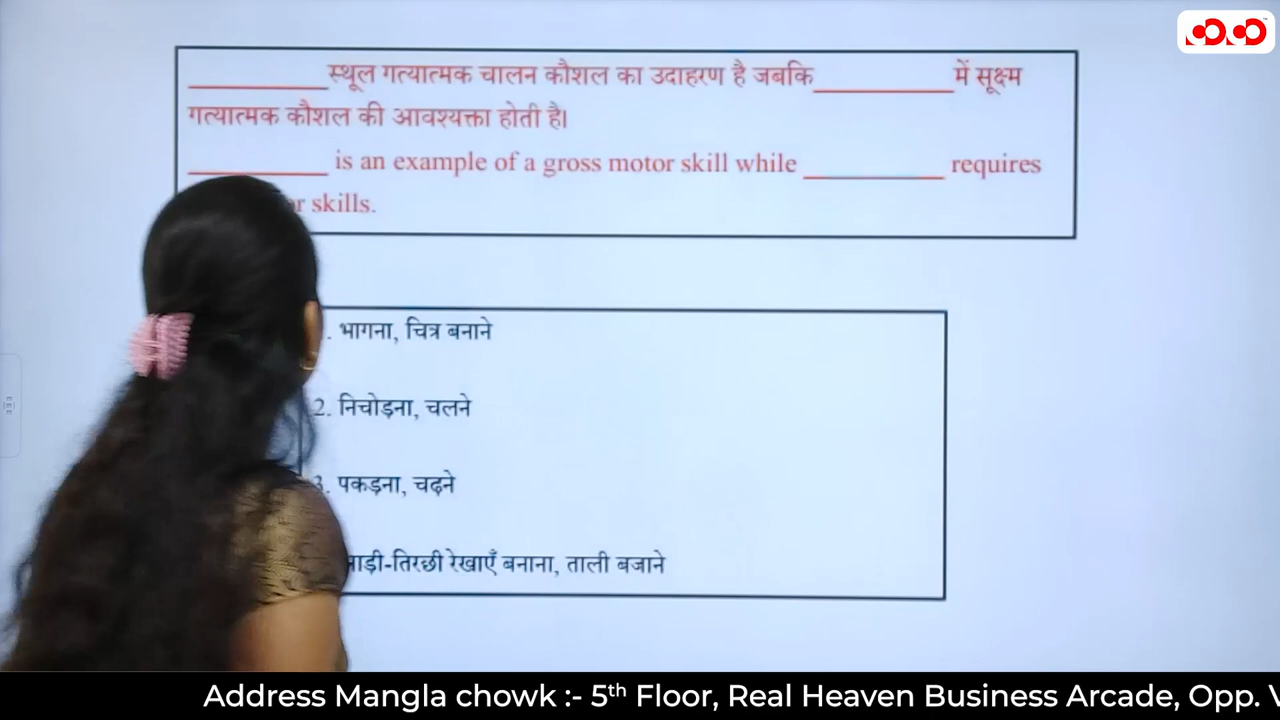 __________ स्थूल गत्यात्मक चालन कौशल का उदाहरण है जबकि__________में सूक्ष्म
गत्यात्मक कौशल की आवश्यक्ता होती है।
__________ is an example of a gross motor skill while __________ requires
skills.
. भागना, चित्र बनाने
2. निचोड़ना, चलने
3. पकड़ना, चढ़ने
आड़ी-तिरछी रेखाएँ बनाना, ताली बजाने
Address Mangla chowk :- 5th Floor, Real Heaven Business Arcade, Opp.